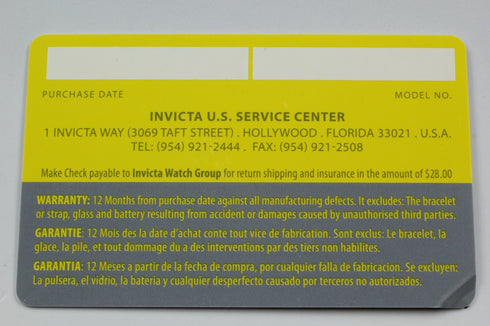 PURCHASE DATE MODEL NO.
INVICTA U.S. SERVICE CENTER
1 INVICTA WAY (3069 TAFT STREET) . HOLLYWOOD . FLORIDA 33021 . U.S.A.
TEL: (954) 921-2444 . FAX: (954) 921-2508
Make Check payable to Invicta Watch Group for return shipping and insurance in the amount of $28.00
WARRANTY: 12 Months from purchase date against all manufacturing defects. It excludes: The bracelet
or strap, glass and battery resulting from accident or damages caused by unauthorised third parties.
GARANTIE: 12 Mois des la date d'achat conte tout vice de fabrication. Sont exclus: Le bracelet, la
glace, la pile, et tout dommage du a des interventions par des tiers non habilites.
GARANTIA: 12 Meses a partir de la fecha de compra, por cualquier falla de fabricacion. Se excluyen:
La pulsera, el vidrio, la bateria y cualquier desperfecto causado por terceros no autorizados.